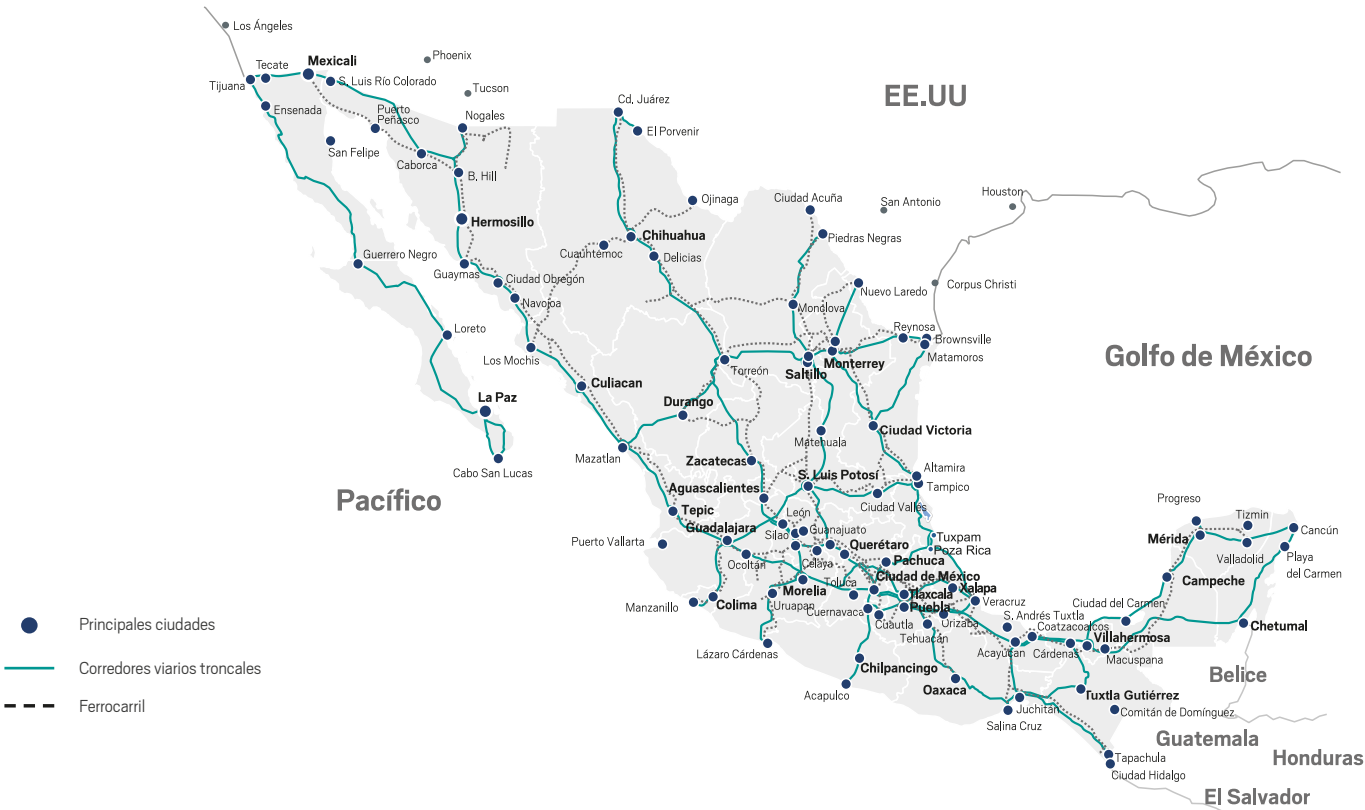 Los Ángeles
Phoenix
Tecate
Mexicali
Tijuana
S. Luis Río Colorado
Tucson
Ensenada
Puerto
Peñasco
Nogales
San Felipe
Caborca
B. Hill
Cd. Juárez
El Porvenir
EE.UU
Ojinaga
Ciudad Acuña
San Antonio
Houston
Hermosillo
Chihuahua
Piedras Negras
Cuauhtémoc
Delicias
Guerrero Negro
Guaymas
Ciudad Obregón
Navojoa
Nuevo Laredo
Corpus Christi
Monclova
Loreto
Los Mochis
Reynosa
Brownsville
Matamoros
Monterrey
Saltillo
Torreón
Golfo de México
Culiacan
La Paz
Durango
Ciudad Victoria
Matehuala
Mazatlan
Cabo San Lucas
Zacatecas
S. Luis Potosí
Altamira
Tampico
Pacífico
Aguascalientes
Ciudad Valles
Tepic
León
Guadalajara
Silao
Guanajuato
Puerto Vallarta
Ocoltán
Celaya
Querétaro
Tuxpam
Poza Rica
Pachuca
Progreso
Tizmin
Cancún
Mérida
Valladolid
Playa
del Carmen
Ciudad de México
Toluca
Morelia
Tlaxcala
Xalapa
Campeche
Manzanillo
Colima
Uruapan
Cuernavaca
Puebla
Veracruz
Ciudad del Carmen
Cuautla
Orizaba
S. Andrés Tuxtla
Coatzacoalcos
Chetumal
Tehuacán
Villahermosa
Lázaro Cárdenas
Acayucan
Cárdenas
Macuspana
Chilpancingo
Belice
Acapulco
Oaxaca
Tuxtla Gutiérrez
Juchitán
Comitán de Domínguez
Salina Cruz
Guatemala
Tapachula
Honduras
Ciudad Hidalgo
El Salvador
Principales ciudades
Corredores viarios troncales
Ferrocarril